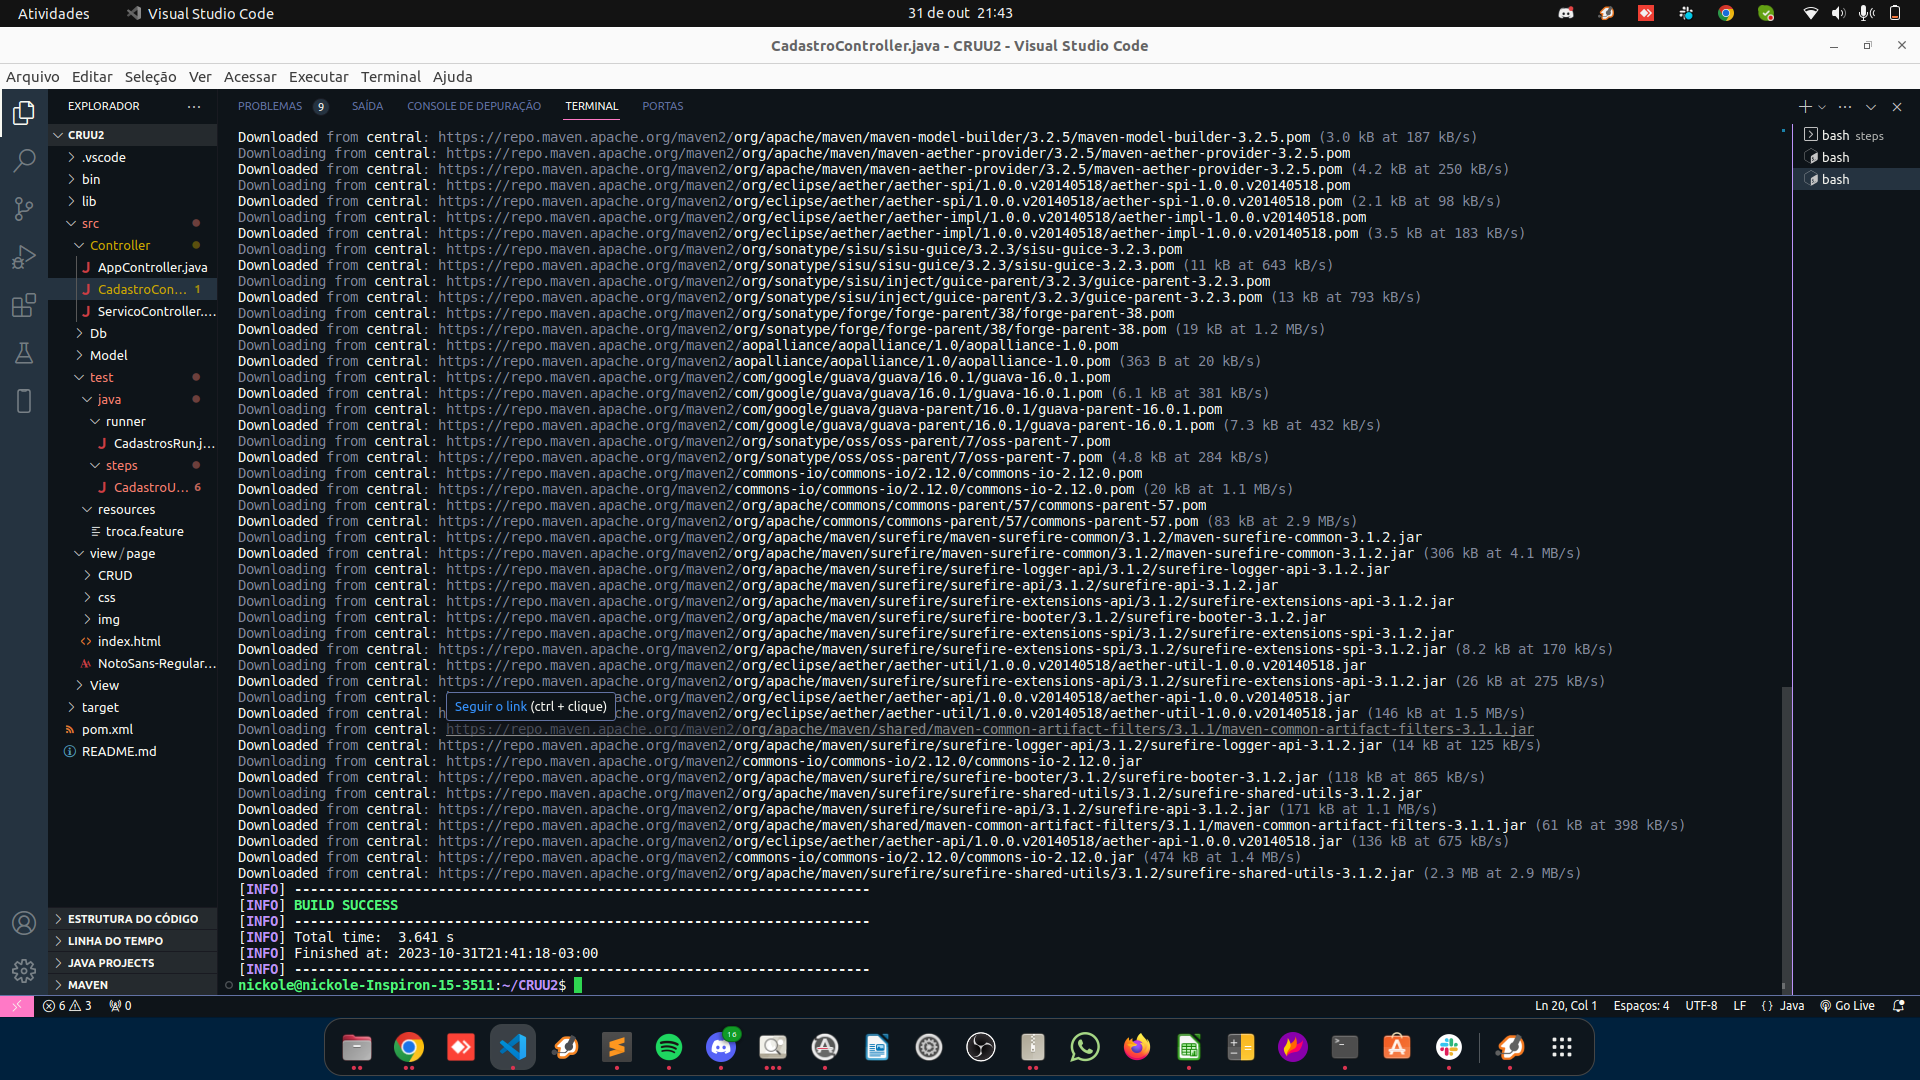 Atividades
Visual Studio Code
31 de out 21:43
CadastroController.java - CRUU2 - Visual Studio Code
Arquivo Editar Seleção Ver Acessar Executar Terminal Ajuda
EXPLORADOR
CRUU2
.vscode
bin
lib
src
Controller
AppController.java
CadastroCon... 1
ServicoController....
Db
Model
test
java
runner
CadastrosRun.j...
steps
CadastroU... 6
resources
troca.feature
view/page
CRUD
css
img
index.html
NotoSans-Regular...
View
target
pom.xml
README.md
ESTRUTURA DO CÓDIGO
LINHA DO TEMPO
JAVA PROJECTS
MAVEN
PROBLEMAS 9 SAÍDA CONSOLE DE DEPURAÇÃO TERMINAL PORTAS
Downloaded from central: https://repo.maven.apache.org/maven2/org/apache/maven/maven-model-builder/3.2.5/maven-model-builder-3.2.5.pom (3.0 kB at 187 kB/s)
Downloading from central: https://repo.maven.apache.org/maven2/org/apache/maven/maven-aether-provider/3.2.5/maven-aether-provider-3.2.5.pom
Downloaded from central: https://repo.maven.apache.org/maven2/org/apache/maven/maven-aether-provider/3.2.5/maven-aether-provider-3.2.5.pom (4.2 kB at 250 kB/s)
Downloading from central: https://repo.maven.apache.org/maven2/org/eclipse/aether/aether-spi/1.0.0.v20140518/aether-spi-1.0.0.v20140518.pom
Downloaded from central: https://repo.maven.apache.org/maven2/org/eclipse/aether/aether-spi/1.0.0.v20140518/aether-spi-1.0.0.v20140518.pom (2.1 kB at 98 kB/s)
Downloading from central: https://repo.maven.apache.org/maven2/org/eclipse/aether/aether-impl/1.0.0.v20140518/aether-impl-1.0.0.v20140518.pom
Downloaded from central: https://repo.maven.apache.org/maven2/org/eclipse/aether/aether-impl/1.0.0.v20140518/aether-impl-1.0.0.v20140518.pom (3.5 kB at 183 kB/s)
Downloading from central: https://repo.maven.apache.org/maven2/org/sonatype/sisu/sisu-guice/3.2.3/sisu-guice-3.2.3.pom
Downloaded from central: https://repo.maven.apache.org/maven2/org/sonatype/sisu/sisu-guice/3.2.3/sisu-guice-3.2.3.pom (11 kB at 643 kB/s)
Downloading from central: https://repo.maven.apache.org/maven2/org/sonatype/sisu/inject/guice-parent/3.2.3/guice-parent-3.2.3.pom
Downloaded from central: https://repo.maven.apache.org/maven2/org/sonatype/sisu/inject/guice-parent/3.2.3/guice-parent-3.2.3.pom (13 kB at 793 kB/s)
Downloading from central: https://repo.maven.apache.org/maven2/org/sonatype/forge/forge-parent/38/forge-parent-38.pom
Downloaded from central: https://repo.maven.apache.org/maven2/org/sonatype/forge/forge-parent/38/forge-parent-38.pom (19 kB at 1.2 MB/s)
Downloading from central: https://repo.maven.apache.org/maven2/aopalliance/aopalliance/1.0/aopalliance-1.0.pom
Downloaded from central: https://repo.maven.apache.org/maven2/aopalliance/aopalliance/1.0/aopalliance-1.0.pom (363 B at 20 kB/s)
Downloading from central: https://repo.maven.apache.org/maven2/com/google/guava/guava/16.0.1/guava-16.0.1.pom
Downloaded from central: https://repo.maven.apache.org/maven2/com/google/guava/guava/16.0.1/guava-16.0.1.pom (6.1 kB at 381 kB/s)
Downloading from central: https://repo.maven.apache.org/maven2/com/google/guava/guava-parent/16.0.1/guava-parent-16.0.1.pom
Downloaded from central: https://repo.maven.apache.org/maven2/com/google/guava/guava-parent/16.0.1/guava-parent-16.0.1.pom (7.3 kB at 432 kB/s)
Downloading from central: https://repo.maven.apache.org/maven2/org/sonatype/oss/oss-parent/7/oss-parent-7.pom
Downloaded from central: https://repo.maven.apache.org/maven2/org/sonatype/oss/oss-parent/7/oss-parent-7.pom (4.8 kB at 284 kB/s)
Downloading from central: https://repo.maven.apache.org/maven2/commons-io/commons-io/2.12.0/commons-io-2.12.0.pom
Downloaded from central: https://repo.maven.apache.org/maven2/commons-io/commons-io/2.12.0/commons-io-2.12.0.pom (20 kB at 1.1 MB/s)
Downloading from central: https://repo.maven.apache.org/maven2/org/apache/commons/commons-parent/57/commons-parent-57.pom
Downloaded from central: https://repo.maven.apache.org/maven2/org/apache/commons/commons-parent/57/commons-parent-57.pom (83 kB at 2.9 MB/s)
Downloading from central: https://repo.maven.apache.org/maven2/org/apache/maven/surefire/maven-surefire-common/3.1.2/maven-surefire-common-3.1.2.jar
Downloaded from central: https://repo.maven.apache.org/maven2/org/apache/maven/surefire/maven-surefire-common/3.1.2/maven-surefire-common-3.1.2.jar (306 kB at 4.1 MB/s)
Downloading from central: https://repo.maven.apache.org/maven2/org/apache/maven/surefire/surefire-logger-api/3.1.2/surefire-logger-api-3.1.2.jar
Downloading from central: https://repo.maven.apache.org/maven2/org/apache/maven/surefire/surefire-api/3.1.2/surefire-api-3.1.2.jar
Downloading from central: https://repo.maven.apache.org/maven2/org/apache/maven/surefire/surefire-extensions-api/3.1.2/surefire-extensions-api-3.1.2.jar
Downloading from central: https://repo.maven.apache.org/maven2/org/apache/maven/surefire/surefire-booter/3.1.2/surefire-booter-3.1.2.jar
Downloading from central: https://repo.maven.apache.org/maven2/org/apache/maven/surefire/surefire-extensions-spi/3.1.2/surefire-extensions-spi-3.1.2.jar
Downloaded from central: https://repo.maven.apache.org/maven2/org/apache/maven/surefire/surefire-extensions-spi/3.1.2/surefire-extensions-spi-3.1.2.jar (8.2 kB at 170 kB/s)
Downloading from central: https://repo.maven.apache.org/maven2/org/eclipse/aether/aether-util/1.0.0.v20140518/aether-util-1.0.0.v20140518.jar
Downloaded from central: https://repo.maven.apache.org/maven2/org/apache/maven/surefire/surefire-extensions-api/3.1.2/surefire-extensions-api-3.1.2.jar (26 kB at 275 kB/s)
Downloading from central: pache.org/maven2/org/eclipse/aether/aether-api/1.0.0.v20140518/aether-api-1.0.0.v20140518.jar
Seguir o link (ctrl + clique)
Downloaded from central: h pache.org/maven2/org/eclipse/aether/aether-util/1.0.0.v20140518/aether-util-1.0.0.v20140518.jar (146 kB at 1.5 MB/s)
Downloading from central: https://repo.maven.apache.org/maven2/org/apache/maven/shared/maven-common-artifact-filters/3.1.1/maven-common-artifact-filters-3.1.1.jar
Downloaded from central: https://repo.maven.apache.org/maven2/org/apache/maven/surefire/surefire-logger-api/3.1.2/surefire-logger-api-3.1.2.jar (14 kB at 125 kB/s)
Downloading from central: https://repo.maven.apache.org/maven2/commons-io/commons-io/2.12.0/commons-io-2.12.0.jar
Downloaded from central: https://repo.maven.apache.org/maven2/org/apache/maven/surefire/surefire-booter/3.1.2/surefire-booter-3.1.2.jar (118 kB at 865 kB/s)
Downloading from central: https://repo.maven.apache.org/maven2/org/apache/maven/surefire/surefire-shared-utils/3.1.2/surefire-shared-utils-3.1.2.jar
Downloaded from central: https://repo.maven.apache.org/maven2/org/apache/maven/surefire/surefire-api/3.1.2/surefire-api-3.1.2.jar (171 kB at 1.1 MB/s)
Downloaded from central: https://repo.maven.apache.org/maven2/org/apache/maven/shared/maven-common-artifact-filters/3.1.1/maven-common-artifact-filters-3.1.1.jar (61 kB at 398 kB/s)
Downloaded from central: https://repo.maven.apache.org/maven2/org/eclipse/aether/aether-api/1.0.0.v20140518/aether-api-1.0.0.v20140518.jar (136 kB at 675 kB/s)
Downloaded from central: https://repo.maven.apache.org/maven2/commons-io/commons-io/2.12.0/commons-io-2.12.0.jar (474 kB at 1.4 MB/s)
Downloaded from central: https://repo.maven.apache.org/maven2/org/apache/maven/surefire/surefire-shared-utils/3.1.2/surefire-shared-utils-3.1.2.jar (2.3 MB at 2.9 MB/s)
[INFO] ------------------------------------------------------------------------
[INFO] BUILD SUCCESS
[INFO] ------------------------------------------------------------------------
[INFO] Total time:  3.641 s
[INFO] Finished at: 2023-10-31T21:41:18-03:00
[INFO] ------------------------------------------------------------------------
nickole@nickole-Inspiron-15-3511:~/CRUU2$
bash steps
bash
bash
6 3 0
Ln 20, Col 1 Espaços: 4 UTF-8 LF {} Java Go Live
16